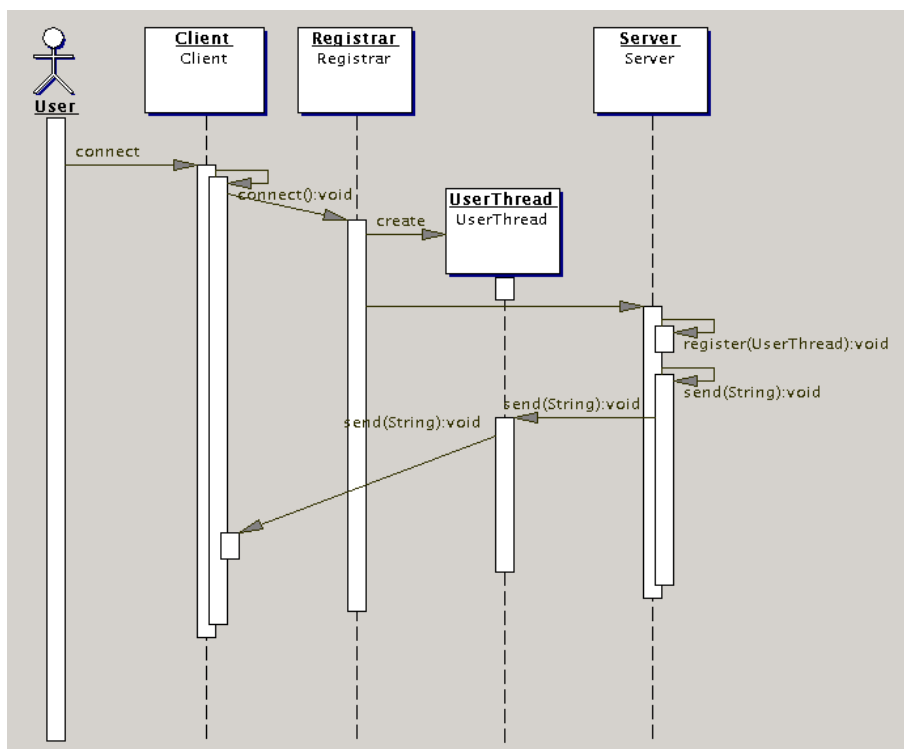 Client
Client
Registrar
Registrar
Server
Server
User
connect
connect():void
UserThread
UserThread
create
register(UserThread):void
send(String):void
send(String):void
send(String):void